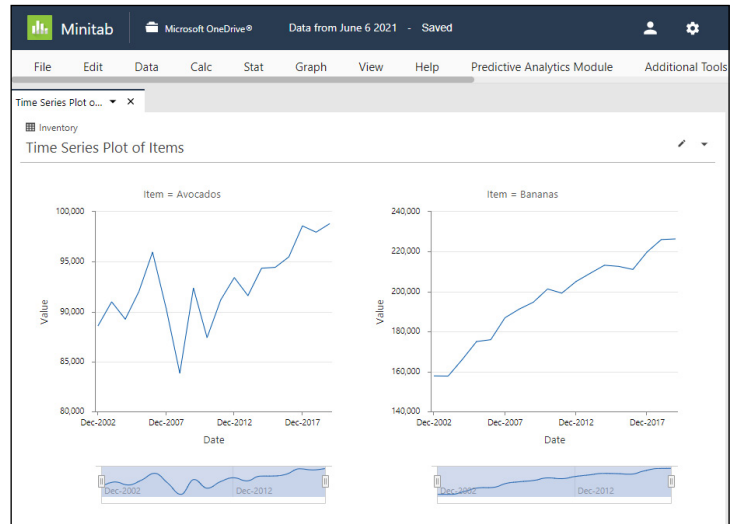 Minitab Microsoft OneDrive® Data from June 6 2021 - Saved
File Edit Data Calc Stat Graph View Help Predictive Analytics Module Additional Tools
Time Series Plot o...
Inventory
Time Series Plot of Items
Item = Avocados
100,000
95,000
90,000
85,000
80,000
Value
Dec-2002 Dec-2007 Dec-2012 Dec-2017
Date
Dec-2002 Dec-2012
Item = Bananas
240,000
220,000
200,000
180,000
160,000
140,000
Value
Dec-2002 Dec-2007 Dec-2012 Dec-2017
Date
Dec-2002 Dec-2012